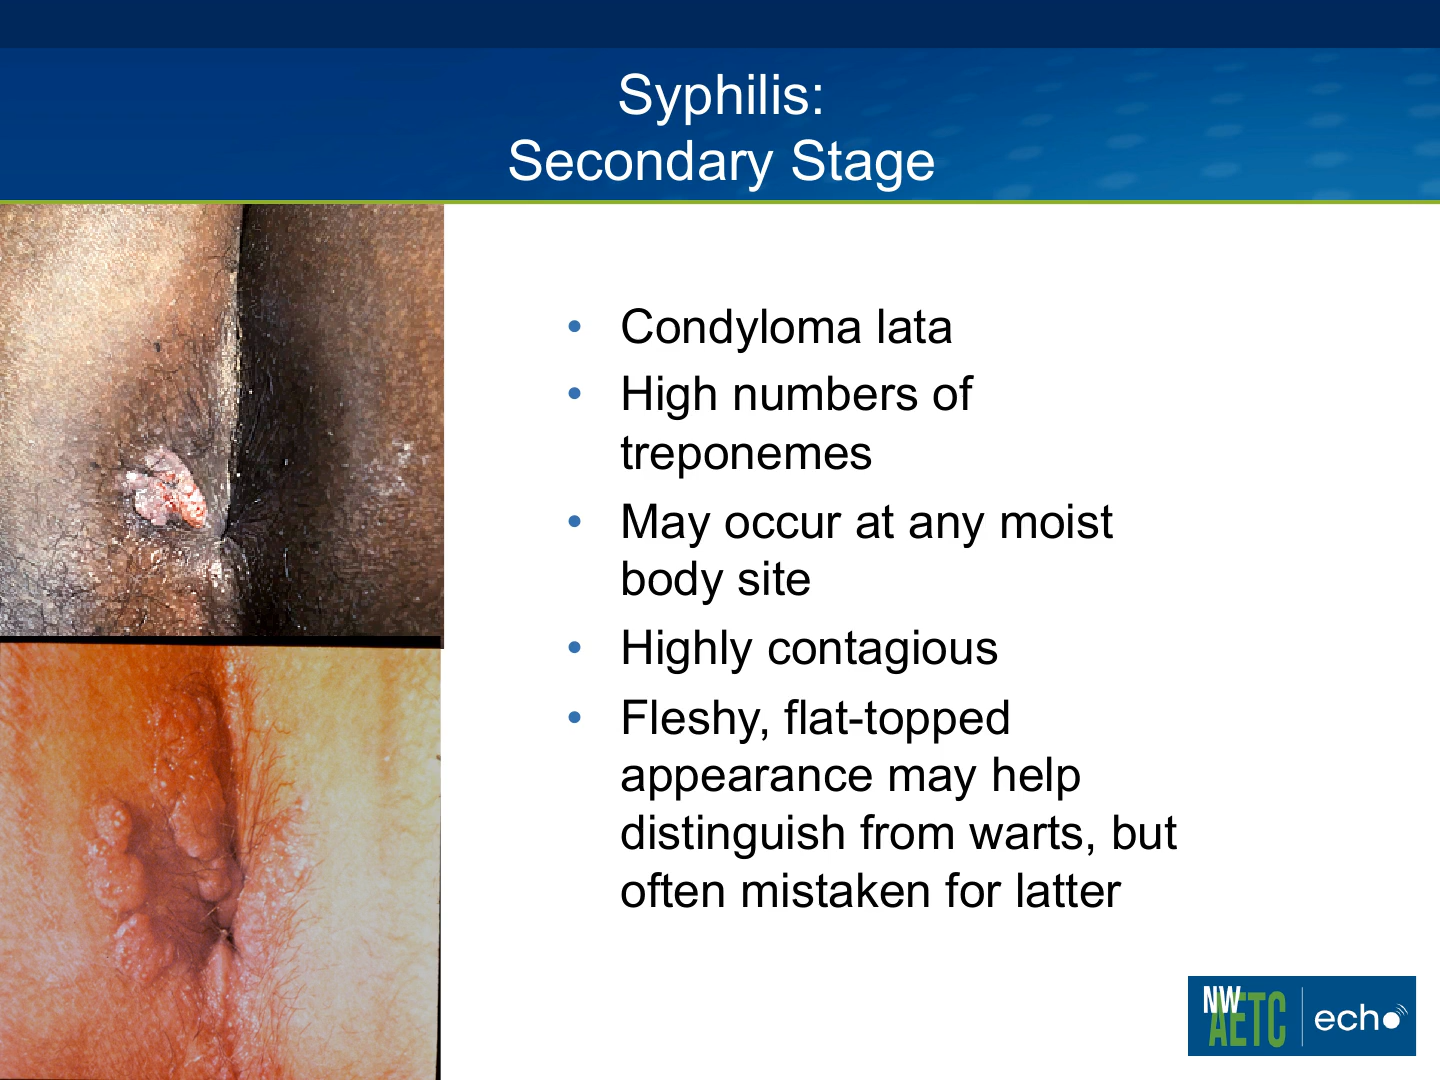 Syphilis:
Secondary Stage
• Condyloma lata
• High numbers of
treponemes
• May occur at any moist
body site
• Highly contagious
• Fleshy, flat-topped
appearance may help
distinguish from warts, but
often mistaken for latter
NW
AETC
echo